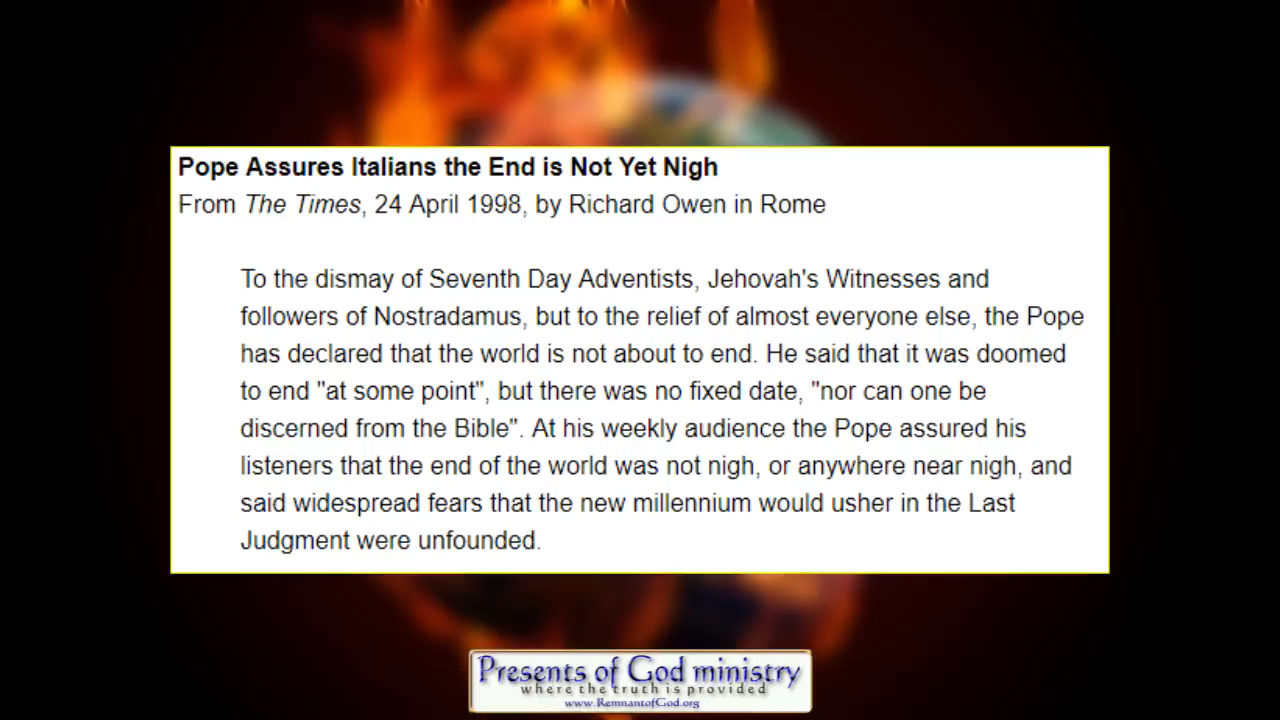 Pope Assures Italians the End is Not Yet Nigh
From The Times, 24 April 1998, by Richard Owen in Rome
To the dismay of Seventh Day Adventists, Jehovah's Witnesses and
followers of Nostradamus, but to the relief of almost everyone else, the Pope
has declared that the world is not about to end. He said that it was doomed
to end "at some point", but there was no fixed date, "nor can one be
discerned from the Bible". At his weekly audience the Pope assured his
listeners that the end of the world was not nigh, or anywhere near nigh, and
said widespread fears that the new millennium would usher in the Last
Judgment were unfounded.
Presents of God ministry
where the truth is provided
www.RemnantofGod.org